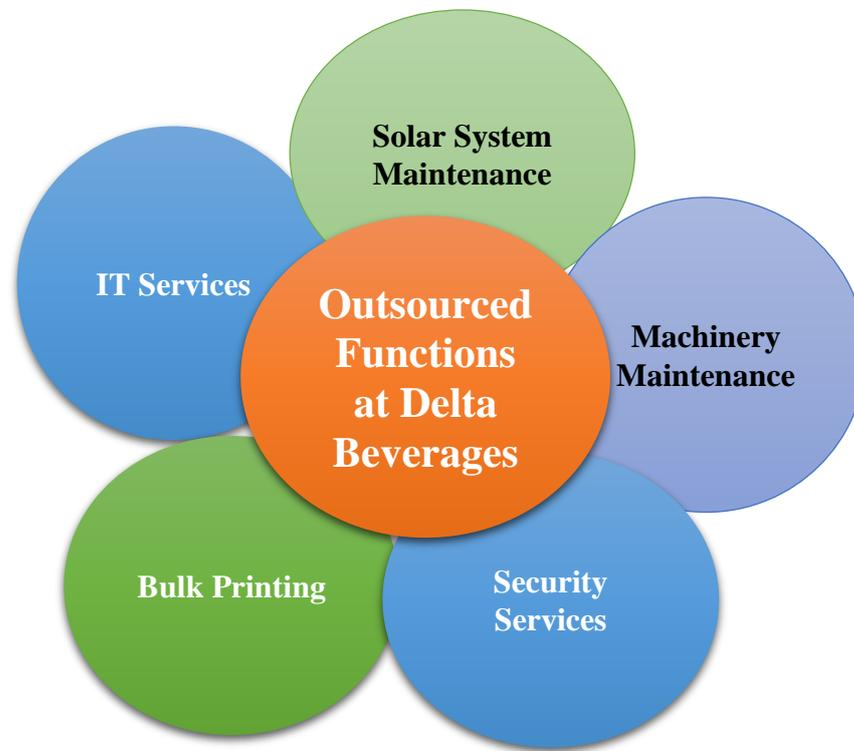 Solar System
Maintenance
IT Services
Outsourced
Functions
at Delta
Beverages
Machinery
Maintenance
Bulk Printing
Security
Services